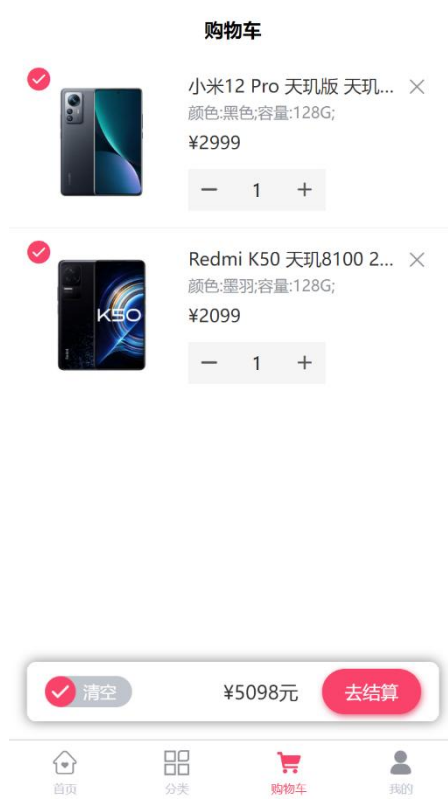 购物车
小米12 Pro 天玑版 天玑...
颜色:黑色;容量:128G;
¥2999
1
Redmi K50 天玑8100 2...
颜色:墨羽;容量:128G;
K50
¥2099
1
清空
¥5098元
去结算
首页
分类
购物车
我的